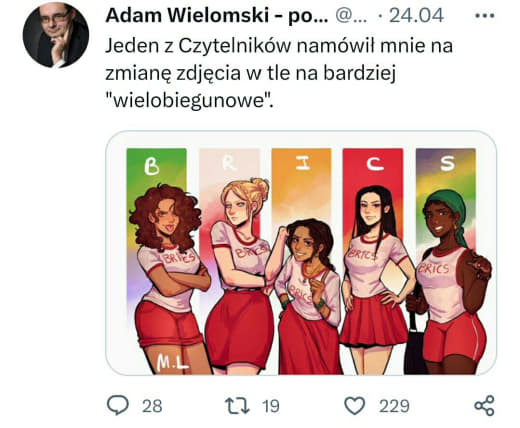 Adam Wielomski - po... @... · 24.04
Jeden z Czytelników namówił mnie na
zmianę zdjęcia w tle na bardziej
"wielobiegunowe".
B R I C S
BRICS BRICS BRICS BRICS BRICS
M.L
28 19 229